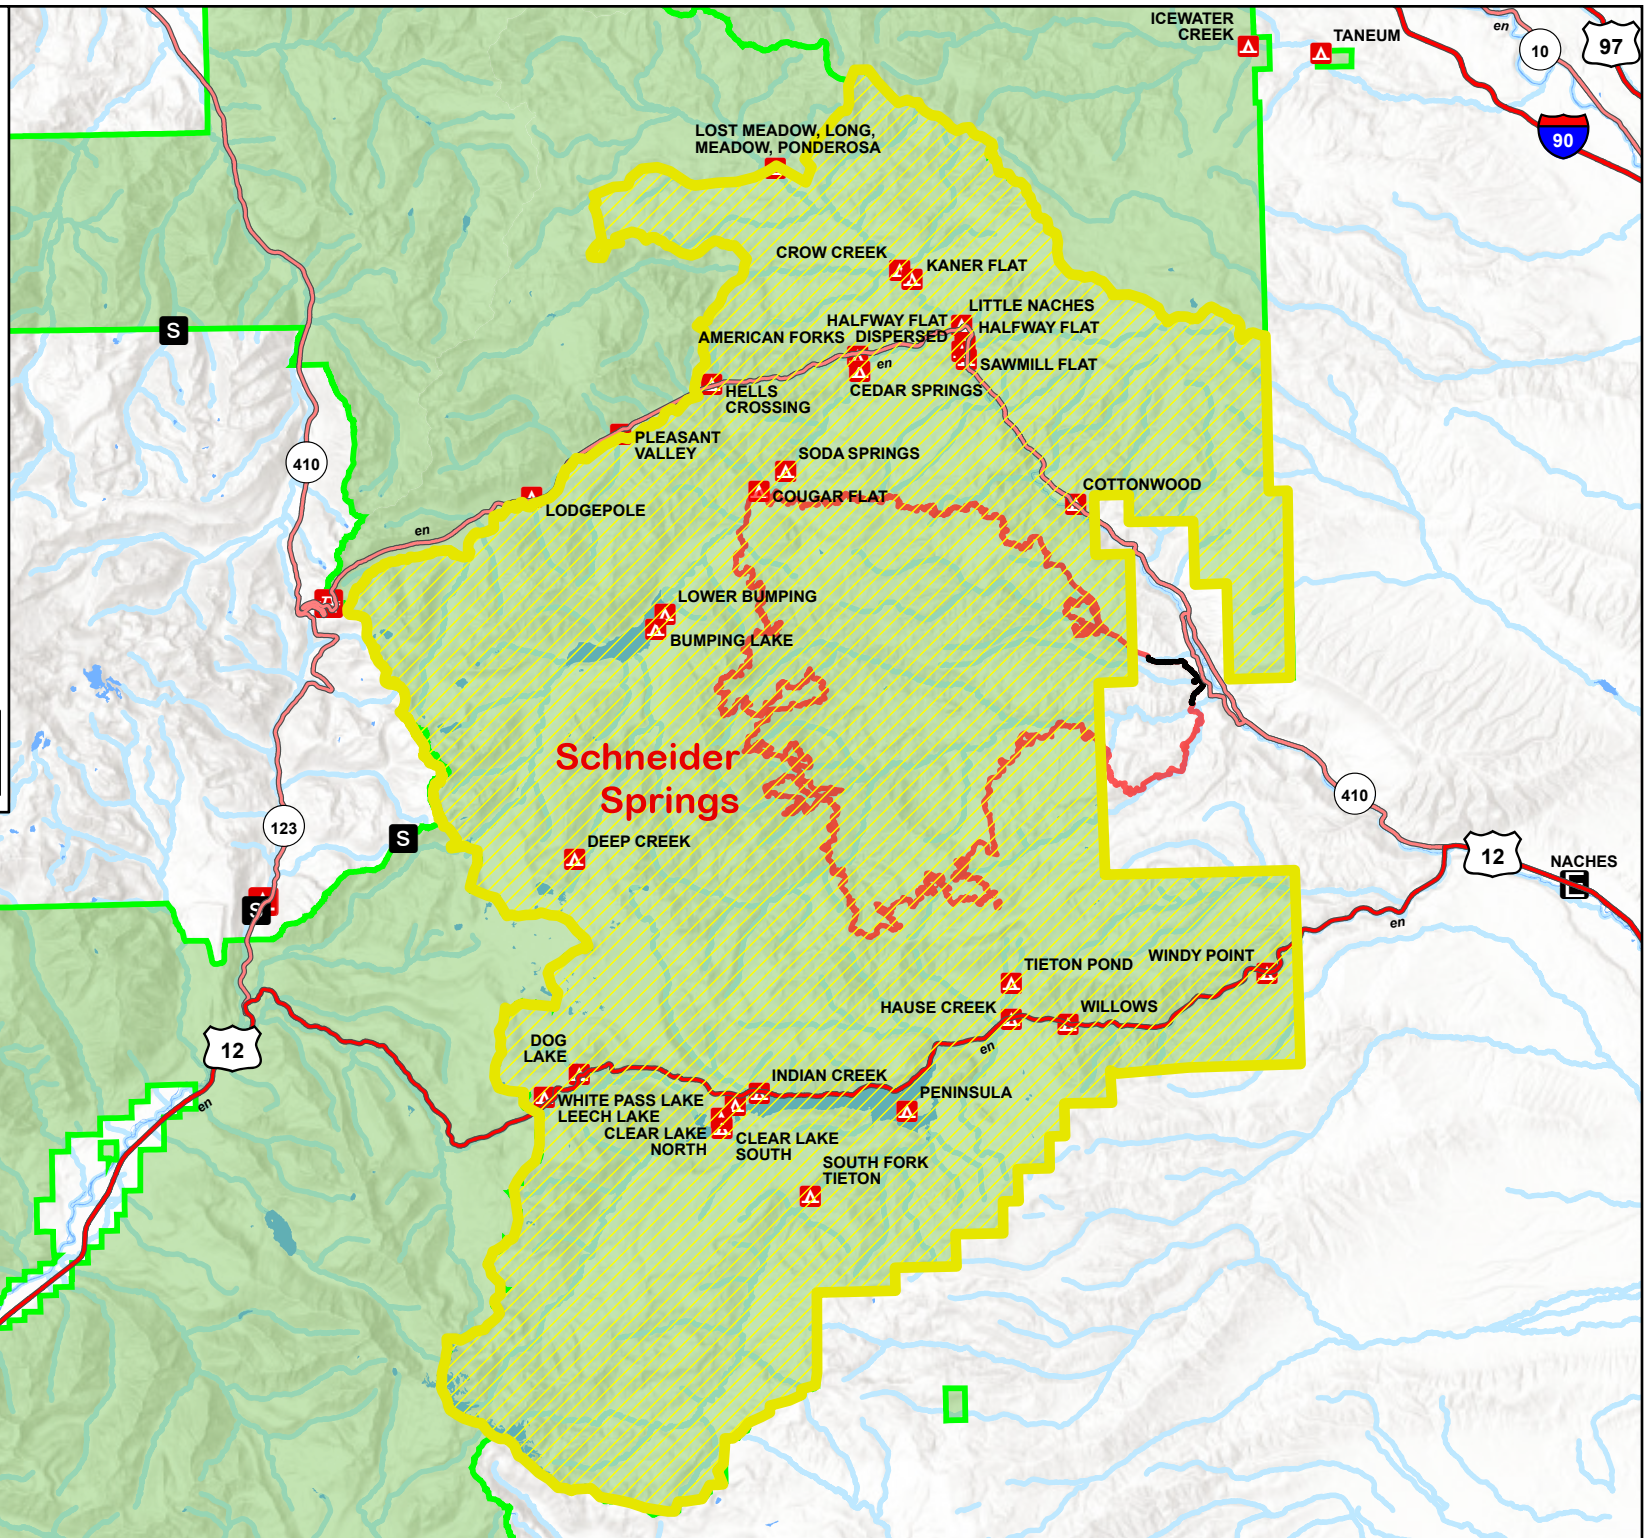 ICEWATER
CREEK
TANEUM
en
10
97
90
LOST MEADOW, LONG,
MEADOW, PONDEROSA
CROW CREEK
KANER FLAT
LITTLE NACHES
HALFWAY FLAT
DISPERSED
HALFWAY FLAT
AMERICAN FORKS
en
SAWMILL FLAT
CEDAR SPRINGS
HELLS
CROSSING
S
PLEASANT
VALLEY
410
SODA SPRINGS
COUGAR FLAT
COTTONWOOD
LODGEPOLE
en
LOWER BUMPING
BUMPING LAKE
Schneider
Springs
410
123
S
DEEP CREEK
12
NACHES
E
S
en
TIETON POND
WINDY POINT
HAUSE CREEK
WILLOWS
12
en
DOG
LAKE
en
INDIAN CREEK
PENINSULA
WHITE PASS LAKE
LEECH LAKE
CLEAR LAKE
NORTH
CLEAR LAKE
SOUTH
SOUTH FORK
TIETON